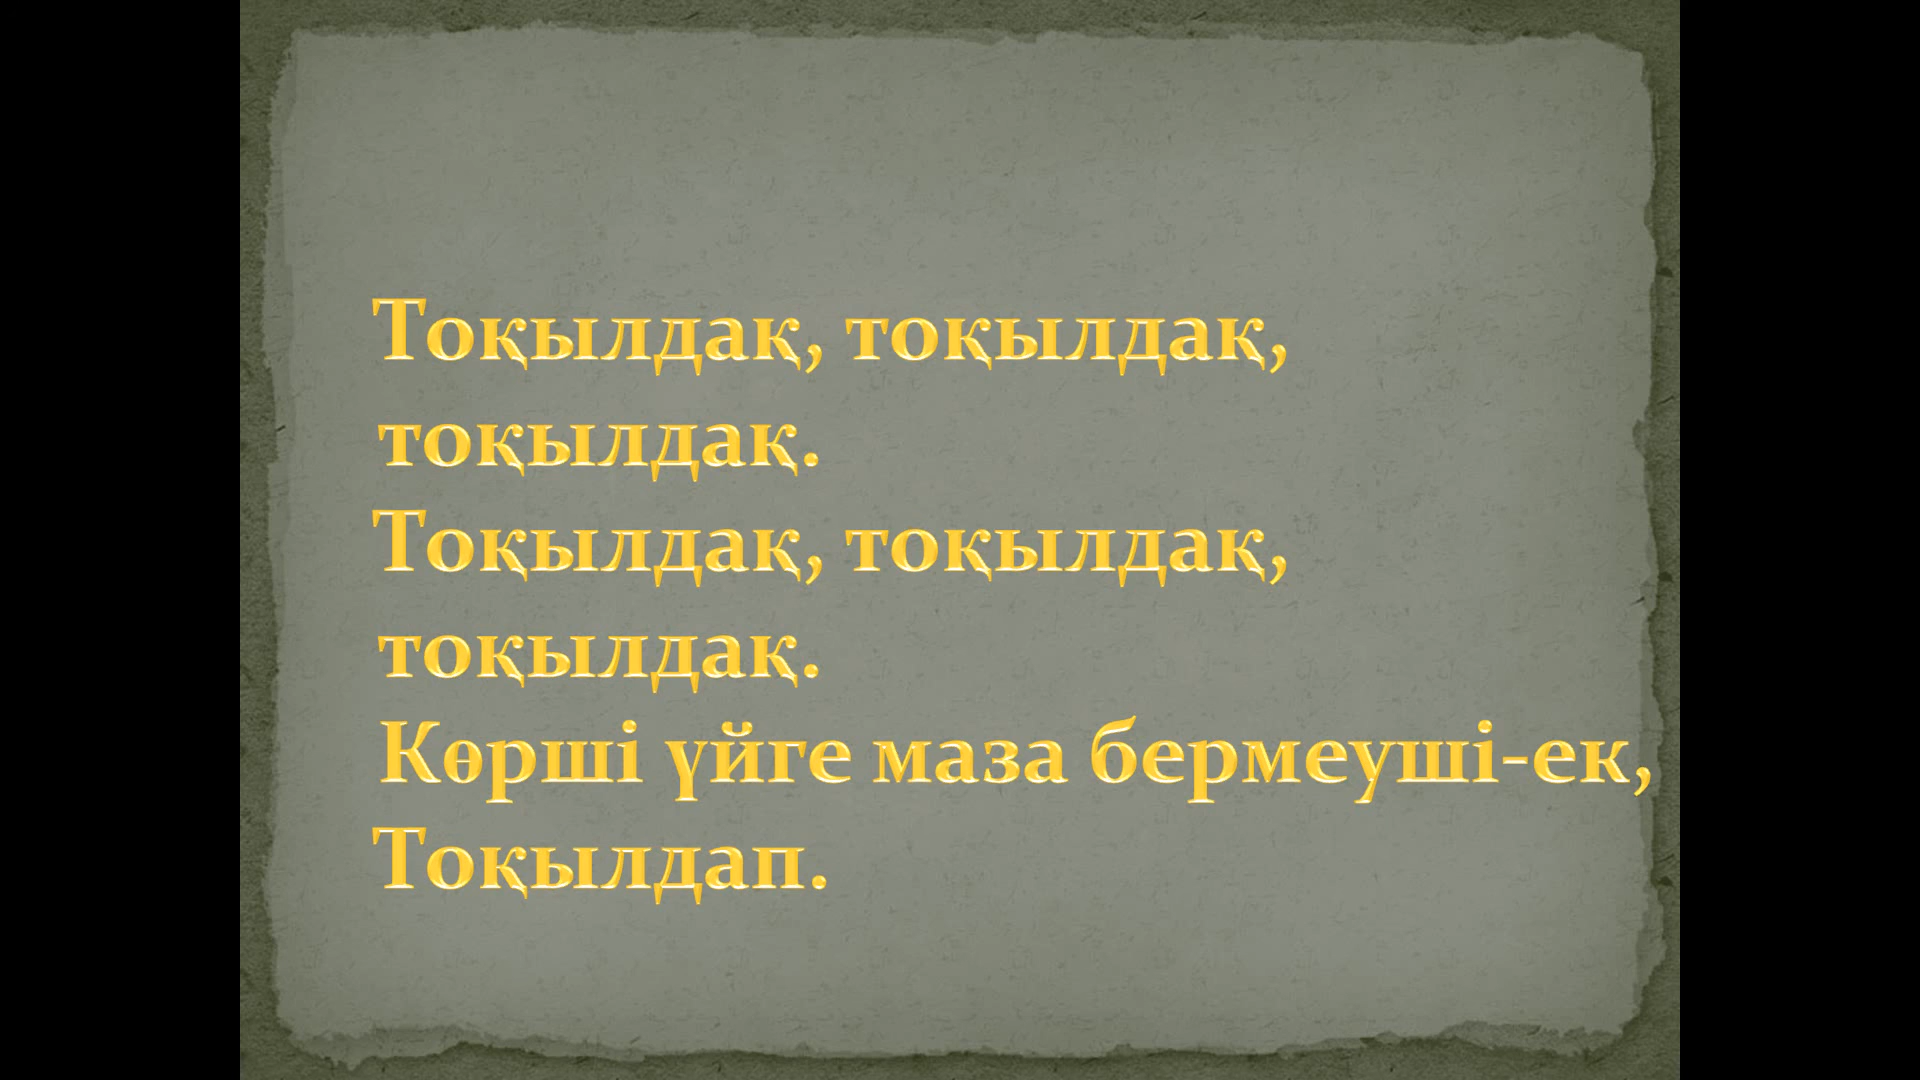 Тоқылдақ, тоқылдақ,
тоқылдақ.
Тоқылдақ, тоқылдақ,
тоқылдақ.
Көрші үйге маза бермеуші-ек,
Тоқылдап.